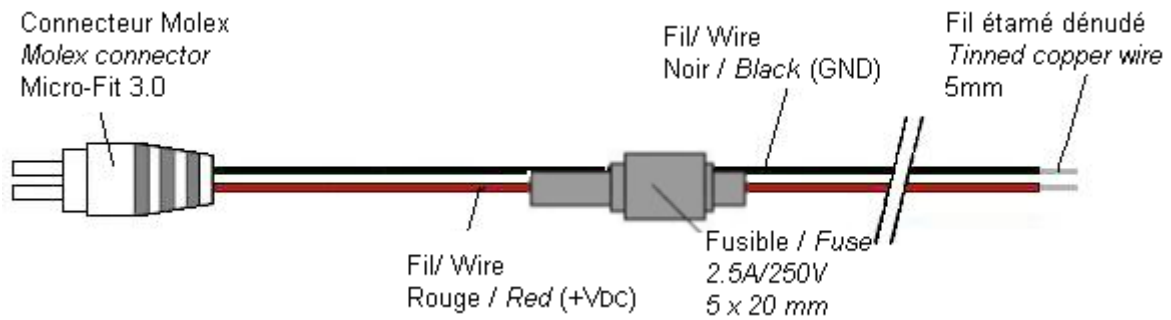 Connecteur Molex
Molex connector
Micro-Fit 3.0
Fil/ Wire
Noir / Black (GND)
Fil étamé dénudé
Tinned copper wire
5mm
Fil/ Wire
Rouge / Red (+VDC)
Fusible / Fuse
2.5A/250V
5 x 20 mm